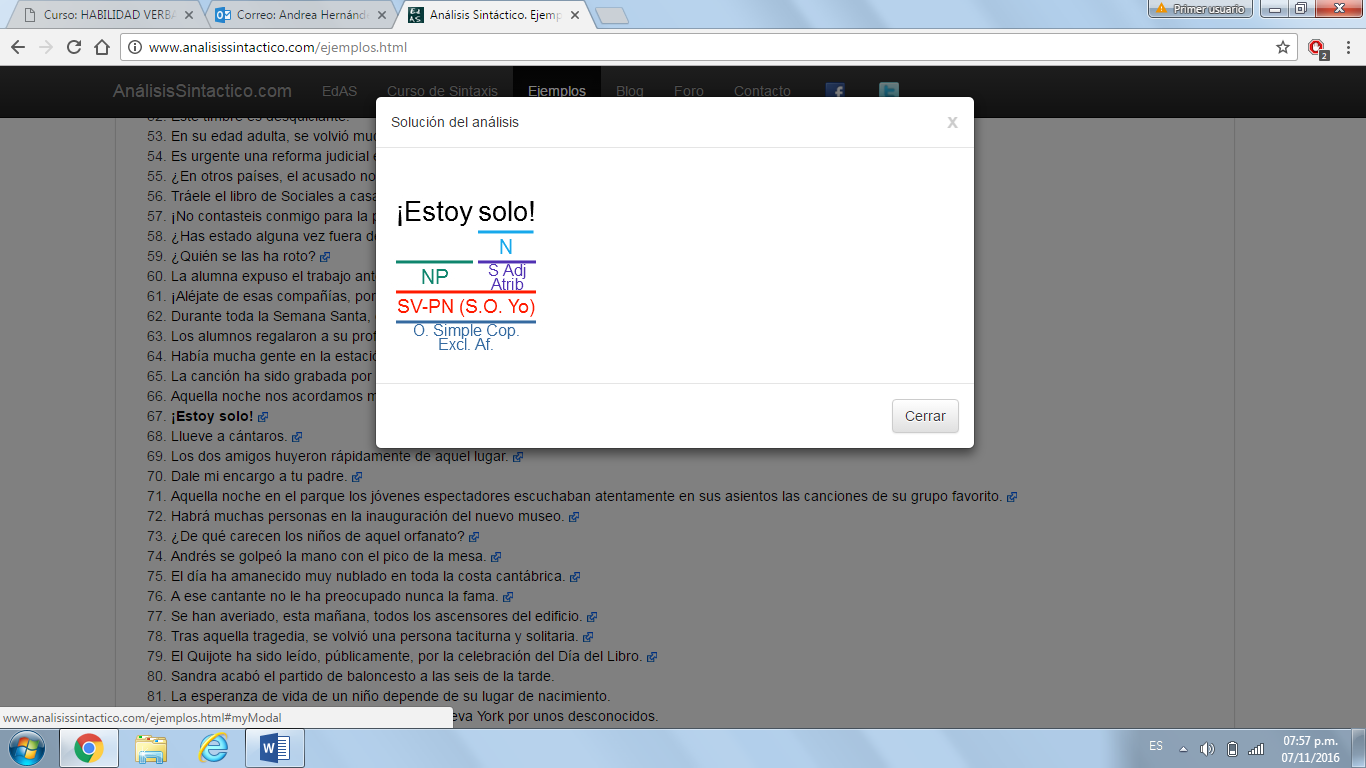 Curso: HABILIDAD VERBA
Correo: Andrea Hernánde
Análisis Sintáctico. Ejemp
Primer usuario
www.analisissintactico.com/ejemplos.html
2
AnálisisSintactico.com EdAS Curso de Sintaxis Ejemplos Blog Foro Contacto
Solución del análisis
x
¡Estoy solo!
N
NP
S Adj
Atrib
SV-PN (S.O. Yo)
O. Simple Cop.
Excl. Af.
Cerrar
52. Este timbre es desquiciante.
53. En su edad adulta, se volvió muc
54. Es urgente una reforma judicial e
55. ¿En otros países, el acusado no
56. Tráele el libro de Sociales a casa
57. ¡No contasteis conmigo para la p
58. ¿Has estado alguna vez fuera de
59. ¿Quién se las ha roto?
60. La alumna expuso el trabajo ante
61. ¡Aléjate de esas compañías, por
62. Durante toda la Semana Santa,
63. Los alumnos regalaron a su prof
64. Había mucha gente en la estació
65. La canción ha sido grabada por
66. Aquella noche nos acordamos m
67. ¡Estoy solo!
68. Llueve a cántaros.
69. Los dos amigos huyeron rápidamente de aquel lugar.
70. Dale mi encargo a tu padre.
71. Aquella noche en el parque los jóvenes espectadores escuchaban atentamente en sus asientos las canciones de su grupo favorito.
72. Habrá muchas personas en la inauguración del nuevo museo.
73. ¿De qué carecen los niños de aquel orfanato?
74. Andrés se golpeó la mano con el pico de la mesa.
75. El día ha amanecido muy nublado en toda la costa cantábrica.
76. A ese cantante no le ha preocupado nunca la fama.
77. Se han averiado, esta mañana, todos los ascensores del edificio.
78. Tras aquella tragedia, se volvió una persona taciturna y solitaria.
79. El Quijote ha sido leído, públicamente, por la celebración del Día del Libro.
80. Sandra acabó el partido de baloncesto a las seis de la tarde.
81. La esperanza de vida de un niño depende de su lugar de nacimiento.
eva York por unos desconocidos.
www.analisissintactico.com/ejemplos.html#myModal
ES
07:57 p.m.
07/11/2016